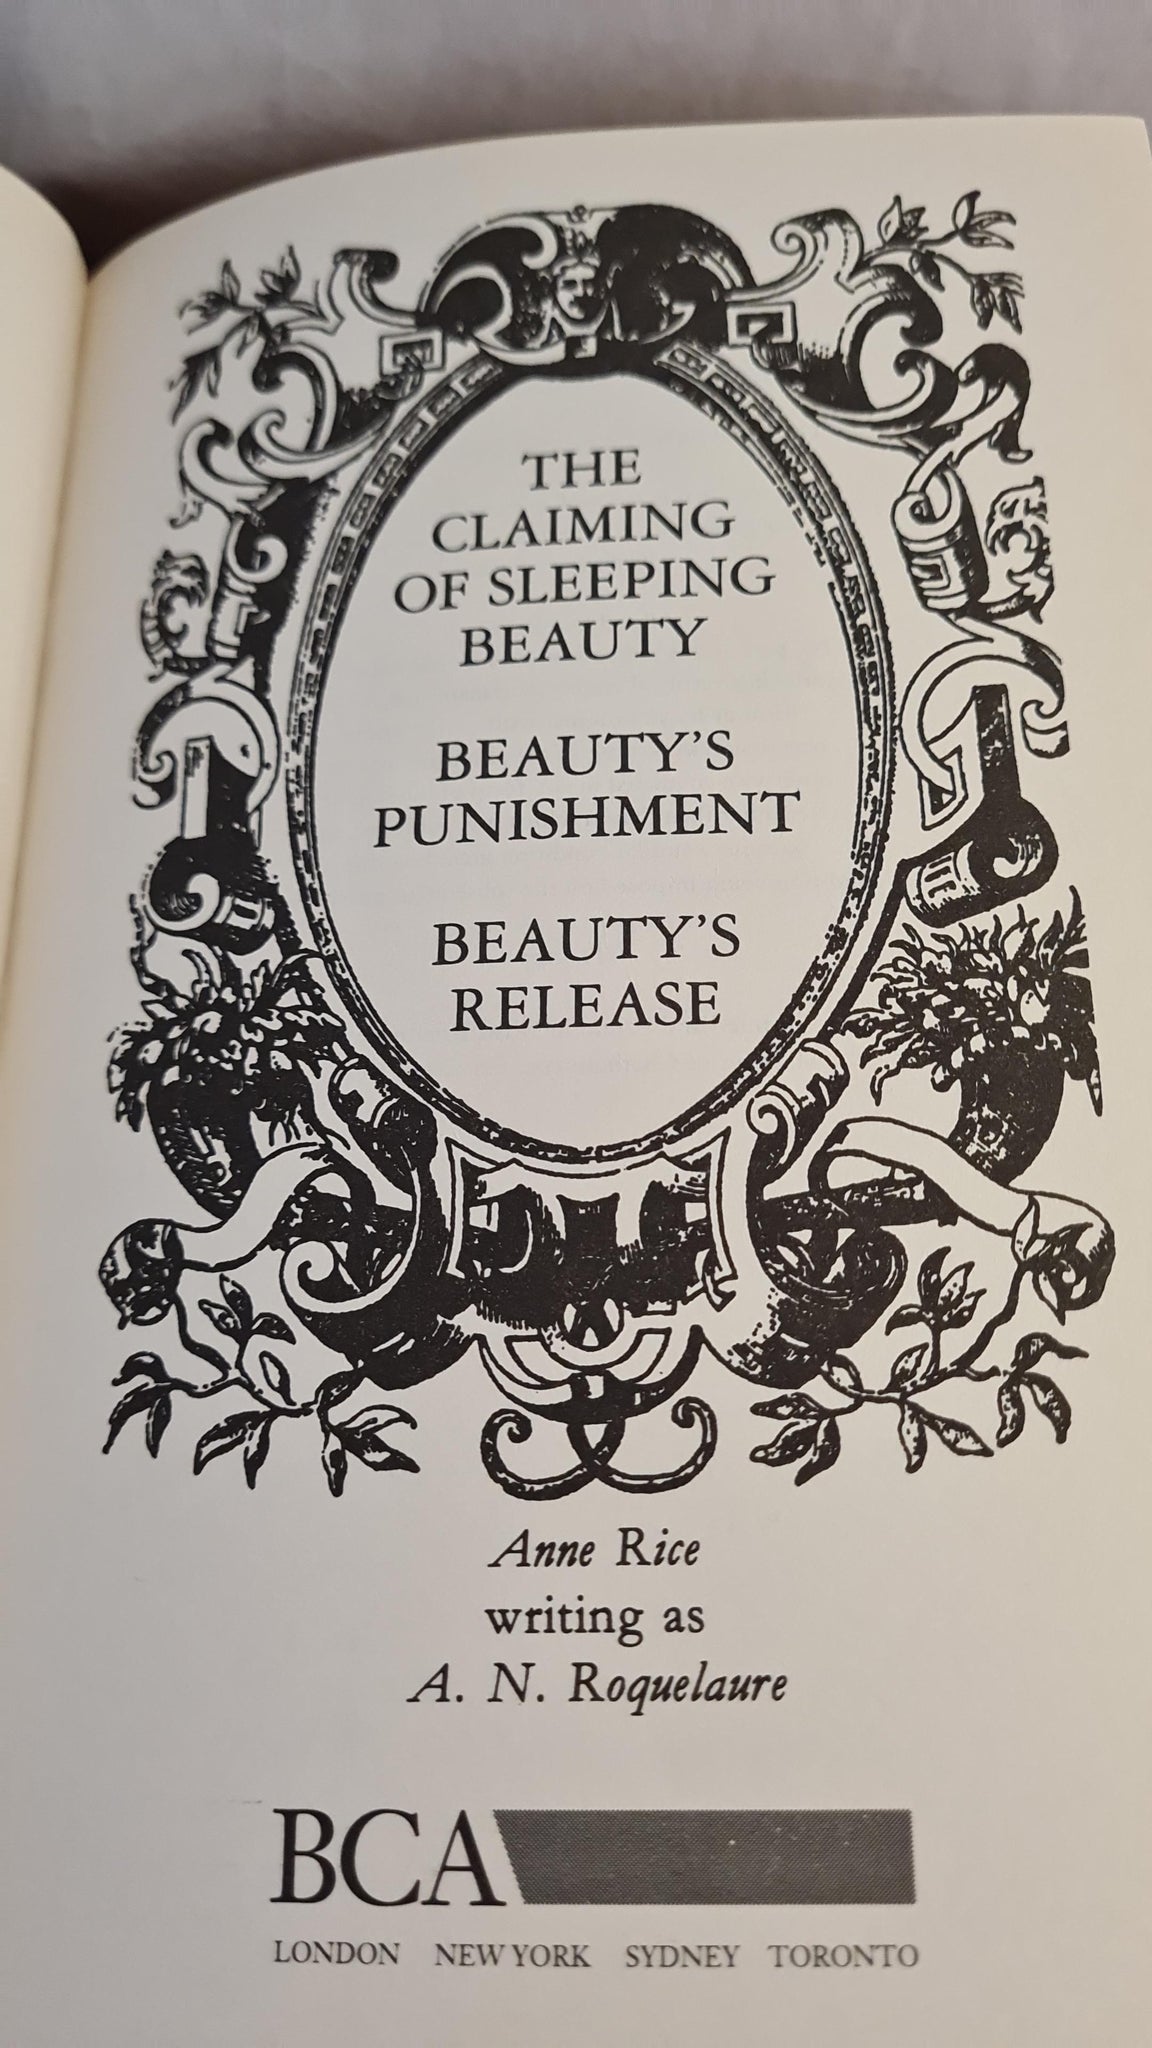 THE
CLAIMING
OF SLEEPING
BEAUTY
BEAUTY'S
PUNISHMENT
BEAUTY'S
RELEASE
Anne Rice
writing as
A. N. Roquelaure
BCA
LONDON NEW YORK SYDNEY TORONTO